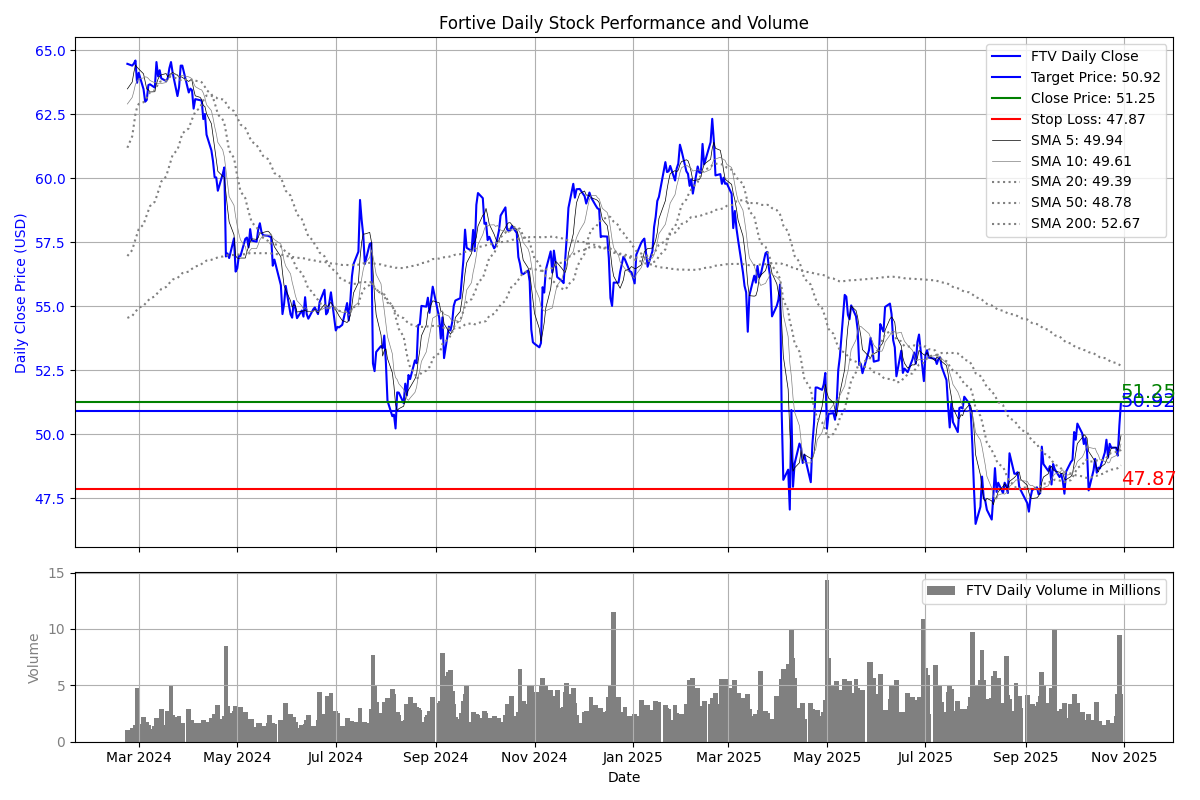 Fortive Daily Stock Performance and Volume
Daily Close Price (USD)
65.0
62.5
60.0
57.5
55.0
52.5
50.0
47.5
FTV Daily Close
Target Price: 50.92
Close Price: 51.25
Stop Loss: 47.87
SMA 5: 49.94
SMA 10: 49.61
SMA 20: 49.39
SMA 50: 48.78
SMA 200: 52.67
51.25
50.92
47.87
Volume
15
10
5
0
FTV Daily Volume in Millions
Mar 2024
May 2024
Jul 2024
Sep 2024
Nov 2024
Jan 2025
Mar 2025
May 2025
Jul 2025
Sep 2025
Nov 2025
Date